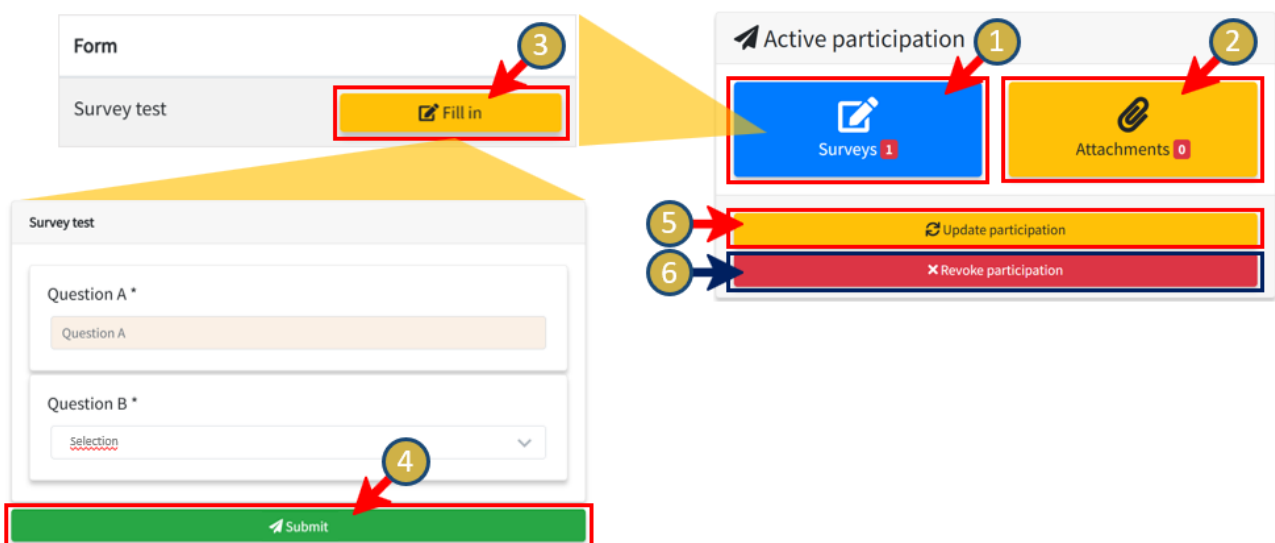 Form
3
Survey test
Fill in
Active participation
1
2
Surveys 1
Attachments 0
5
Update participation
6
Revoke participation
Survey test
Question A *
Question A
Question B *
Selection
4
Submit